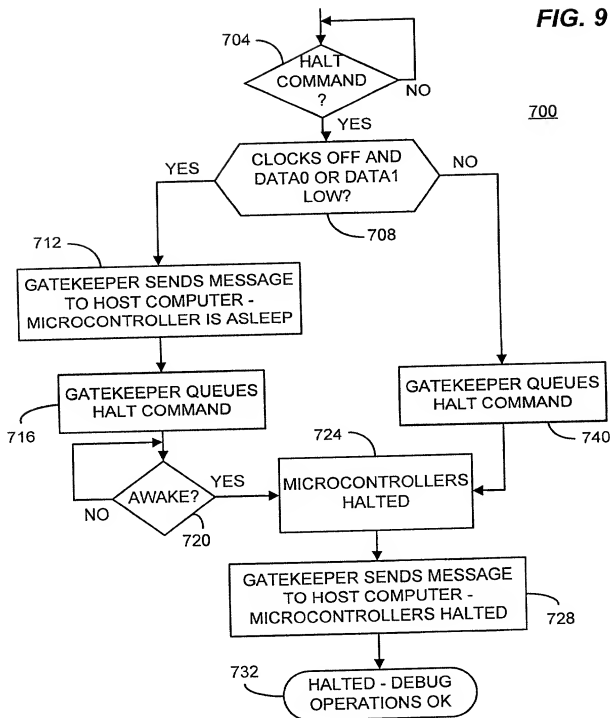 FIG. 9
704
HALT
COMMAND
?
NO
700
YES
YES
CLOCKS OFF AND
DATA0 OR DATA1
LOW?
NO
708
712
GATEKEEPER SENDS MESSAGE
TO HOST COMPUTER -
MICROCONTROLLER IS ASLEEP
GATEKEEPER QUEUES
HALT COMMAND
716
GATEKEEPER QUEUES
HALT COMMAND
740
724
AWAKE?
YES
NO
720
MICROCONTROLLERS
HALTED
GATEKEEPER SENDS MESSAGE
TO HOST COMPUTER -
MICROCONTROLLERS HALTED
728
732
HALTED - DEBUG
OPERATIONS OK